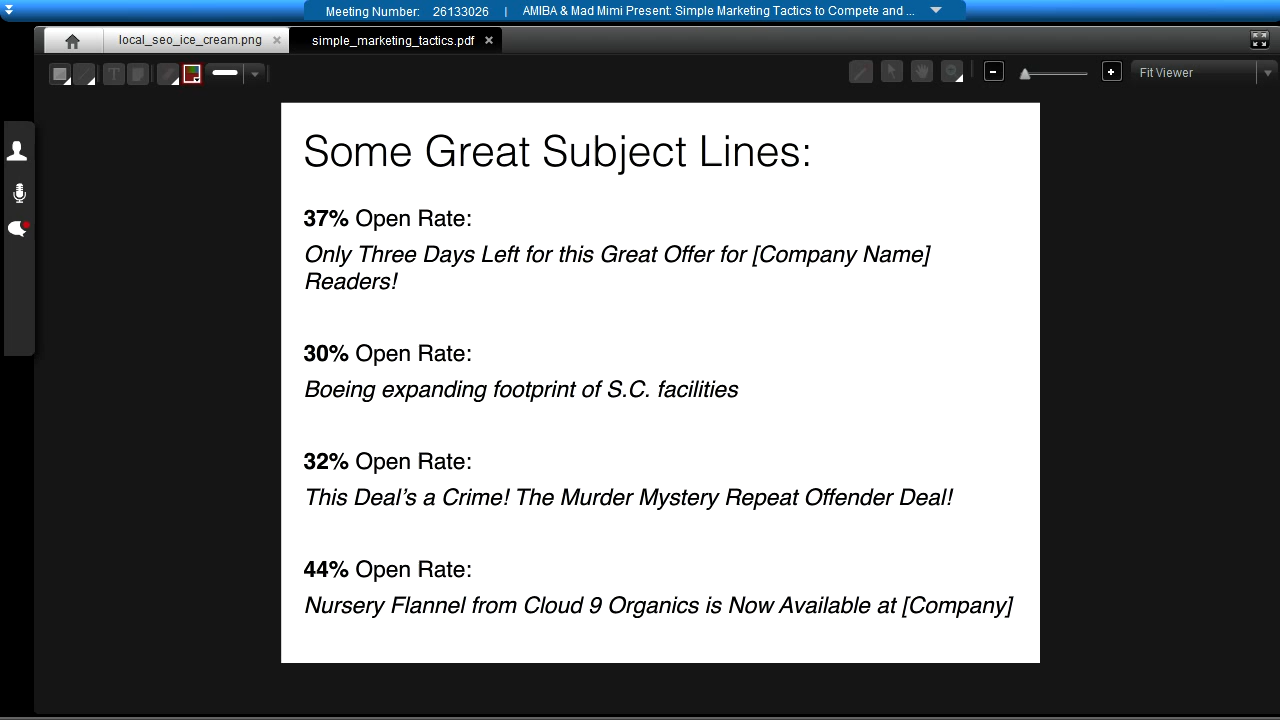 Meeting Number: 26133026 | AMIBA & Mad Mimi Present: Simple Marketing Tactics to Compete and ...
local_seo_ice_cream.png
simple_marketing_tactics.pdf
T
Fit Viewer
Some Great Subject Lines:
37% Open Rate:
Only Three Days Left for this Great Offer for [Company Name]
Readers!
30% Open Rate:
Boeing expanding footprint of S.C. facilities
32% Open Rate:
This Deal’s a Crime! The Murder Mystery Repeat Offender Deal!
44% Open Rate:
Nursery Flannel from Cloud 9 Organics is Now Available at [Company]